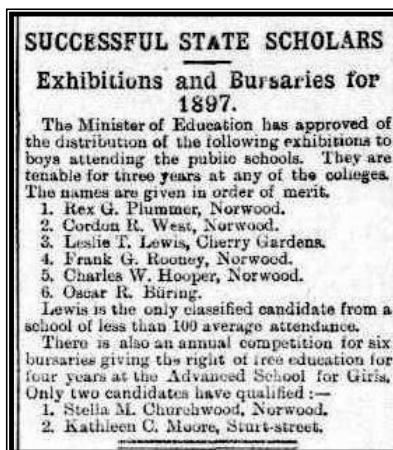 SUCCESSFUL STATE SCHOLARS
Exhibitions and Bursaries for
1897.
The Minister of Education has approved of
the distribution of the following exhibitions to
boys attending the public schools. They are
tenable for three years at any of the colleges.
The names are given in order of merit.
1. Rex G. Plummer, Norwood.
2. Cordon R. West, Norwood.
3. Leslie T. Lewis, Cherry Gardens.
4. Frank G. Rooney, Norwood.
5. Charles W. Hooper, Norwood.
6. Oscar R. Büring.
Lewis is the only classified candidate from a
school of less than 100 average attendance.
There is also an annual competition for six
bursaries giving the right of free education for
four years at the Advanced School for Girls.
Only two candidates have qualified :—
1. Stella M. Churchwood, Norwood.
2. Kathleen C. Moore, Sturt-street.